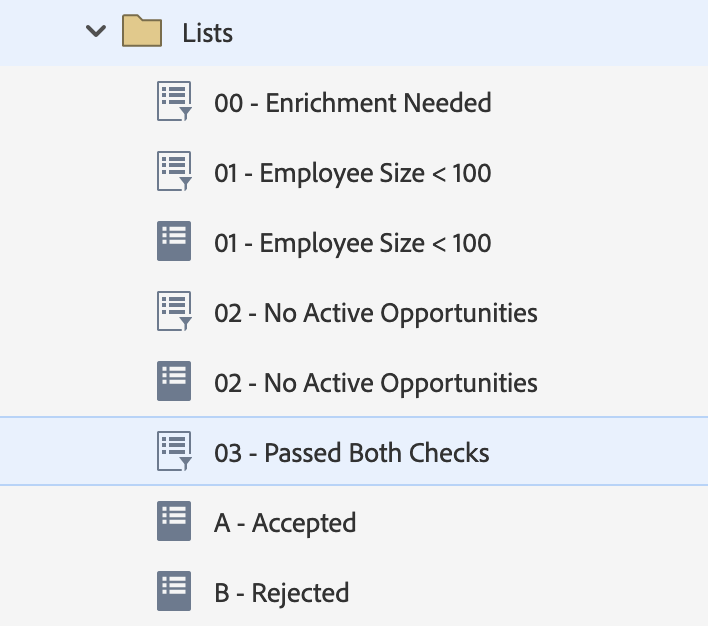 Lists
00 - Enrichment Needed
01 - Employee Size < 100
01 - Employee Size < 100
02 - No Active Opportunities
02 - No Active Opportunities
03 - Passed Both Checks
A - Accepted
B - Rejected